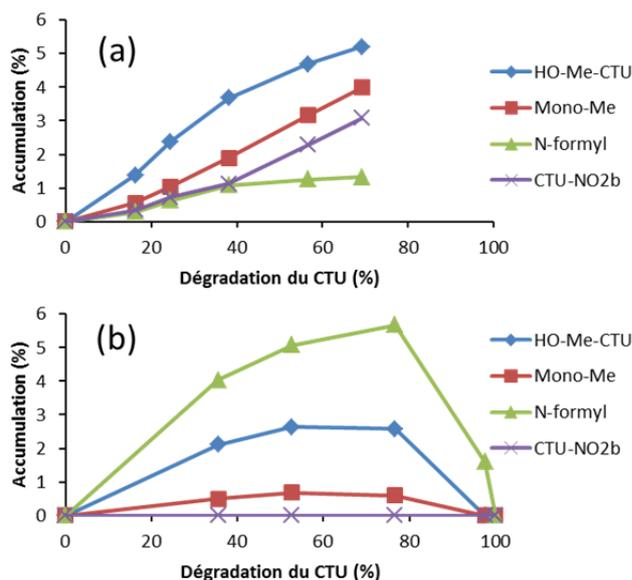 (a)
Accumulation (%)
6
5
4
3
2
1
0
0 20 40 60 80 100
Dégradation du CTU (%)
HO-Me-CTU
Mono-Me
N-formyl
CTU-NO2b
(b)
Accumulation (%)
6
5
4
3
2
1
0
0 20 40 60 80 100
Dégradation du CTU (%)
HO-Me-CTU
Mono-Me
N-formyl
CTU-NO2b